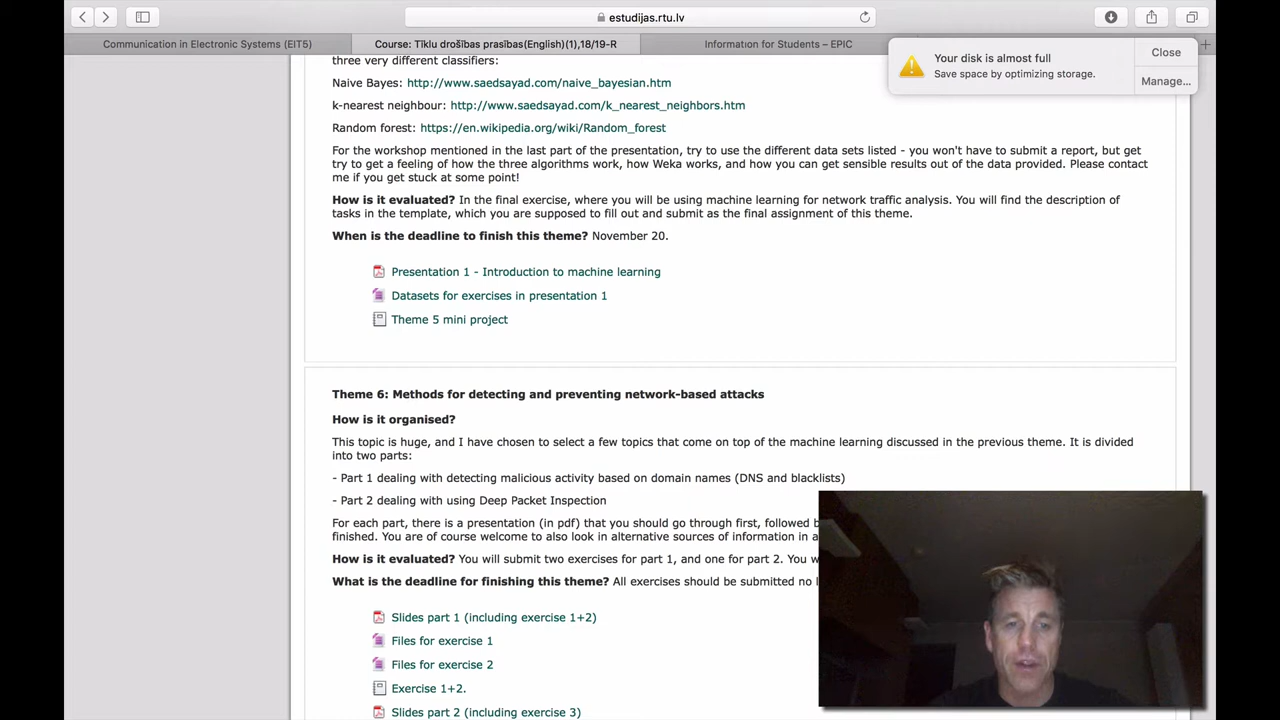 estudijas.rtu.lv
Communication in Electronic Systems (EIT5)
Course: Tīklu drošības prasības(English)(1),18/19-R
Information for Students – EPIC
Your disk is almost full
Save space by optimizing storage.
Close
Manage...
three very different classifiers:
Naive Bayes: http://www.saedsayad.com/naive_bayesian.htm
k-nearest neighbour: http://www.saedsayad.com/k_nearest_neighbors.htm
Random forest: https://en.wikipedia.org/wiki/Random_forest
For the workshop mentioned in the last part of the presentation, try to use the different data sets listed - you won't have to submit a report, but get
try to get a feeling of how the three algorithms work, how Weka works, and how you can get sensible results out of the data provided. Please contact
me if you get stuck at some point!
How is it evaluated? In the final exercise, where you will be using machine learning for network traffic analysis. You will find the description of
tasks in the template, which you are supposed to fill out and submit as the final assignment of this theme.
When is the deadline to finish this theme? November 20.
Presentation 1 - Introduction to machine learning
Datasets for exercises in presentation 1
Theme 5 mini project
Theme 6: Methods for detecting and preventing network-based attacks
How is it organised?
This topic is huge, and I have chosen to select a few topics that come on top of the machine learning discussed in the previous theme. It is divided
into two parts:
- Part 1 dealing with detecting malicious activity based on domain names (DNS and blacklists)
- Part 2 dealing with using Deep Packet Inspection
For each part, there is a presentation (in pdf) that you should go through first, followed
finished. You are of course welcome to also look in alternative sources of information in
How is it evaluated? You will submit two exercises for part 1, and one for part 2. You
What is the deadline for finishing this theme? All exercises should be submitted no
Slides part 1 (including exercise 1+2)
Files for exercise 1
Files for exercise 2
Exercise 1+2.
Slides part 2 (including exercise 3)